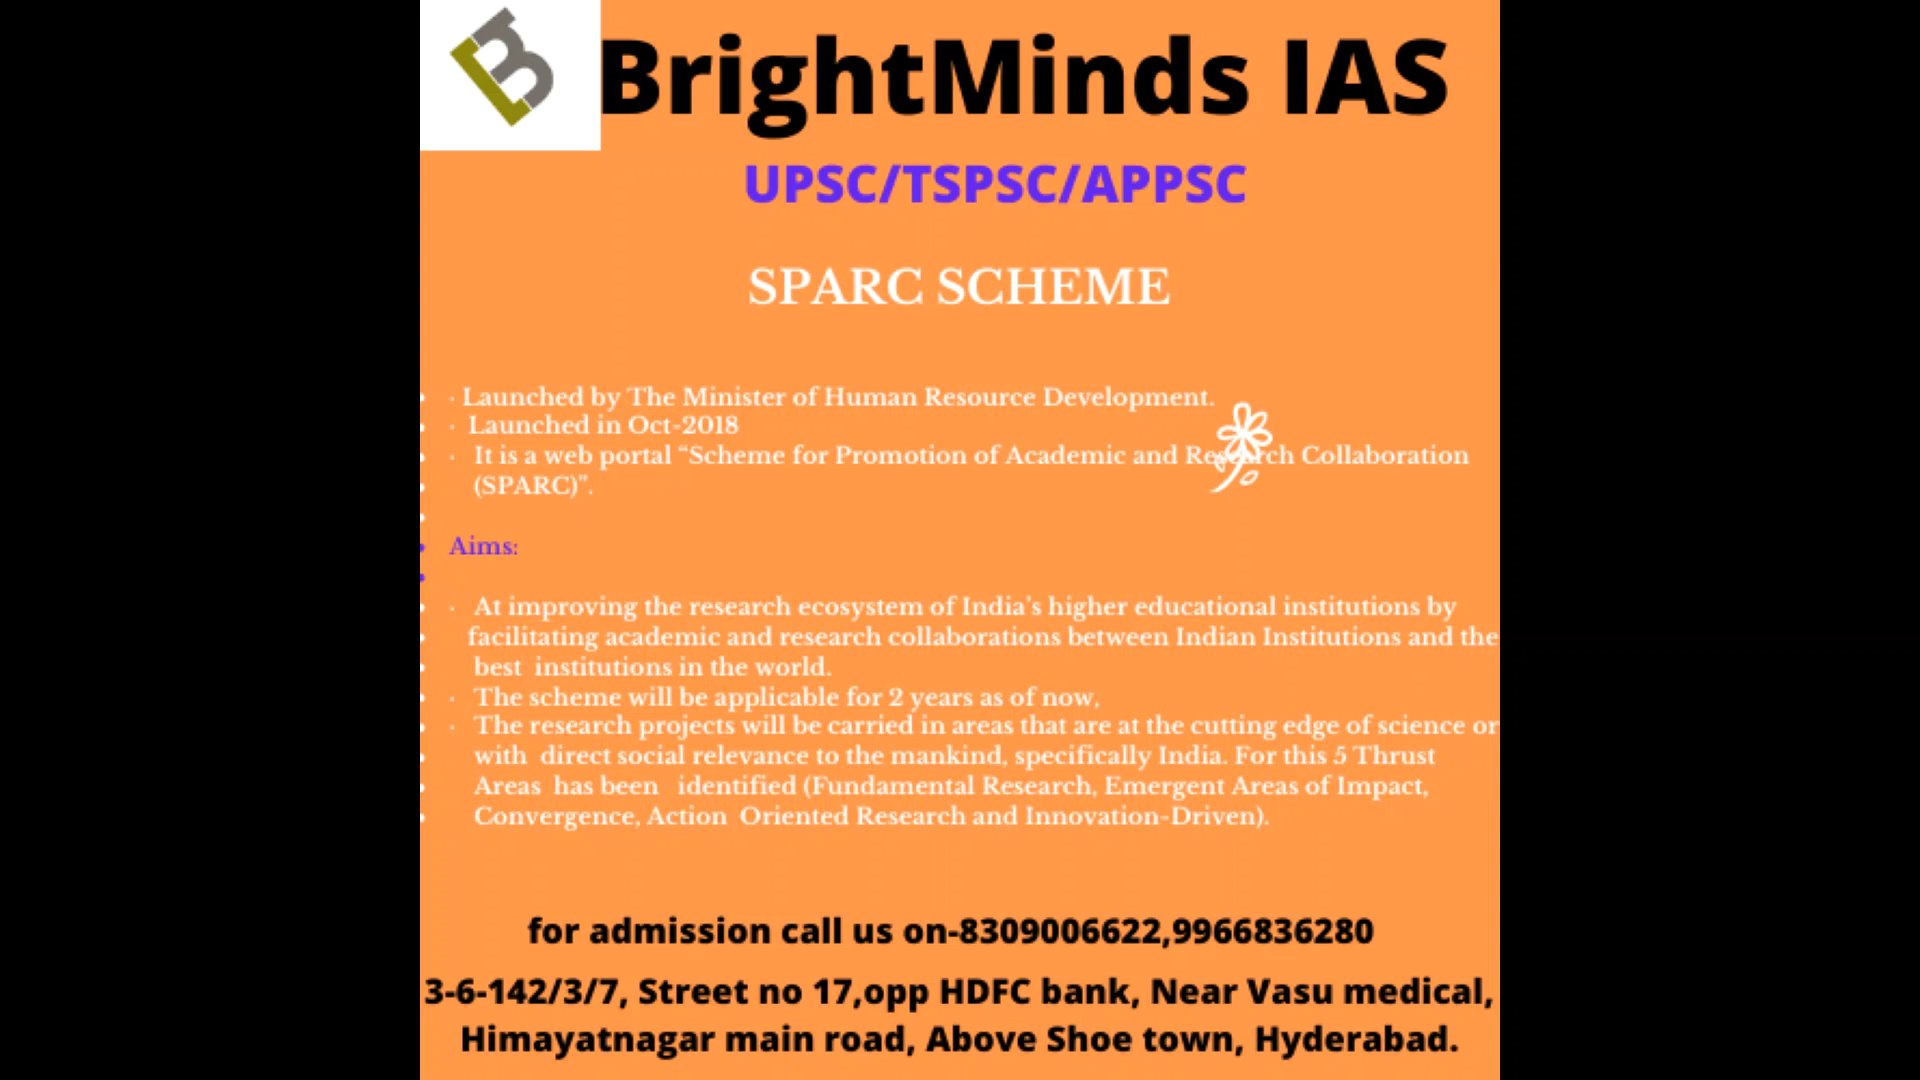 BrightMinds IAS
UPSC/TSPSC/APPSC
SPARC SCHEME
• · Launched by The Minister of Human Resource Development.
• · Launched in Oct-2018
• · It is a web portal “Scheme for Promotion of Academic and Research Collaboration
• (SPARC)”.
•
• Aims:
•
• · At improving the research ecosystem of India’s higher educational institutions by
• facilitating academic and research collaborations between Indian Institutions and the
• best institutions in the world.
• · The scheme will be applicable for 2 years as of now,
• · The research projects will be carried in areas that are at the cutting edge of science or
• with direct social relevance to the mankind, specifically India. For this 5 Thrust
• Areas has been identified (Fundamental Research, Emergent Areas of Impact,
• Convergence, Action Oriented Research and Innovation-Driven).
for admission call us on-8309006622,9966836280
3-6-142/3/7, Street no 17,opp HDFC bank, Near Vasu medical,
Himayatnagar main road, Above Shoe town, Hyderabad.